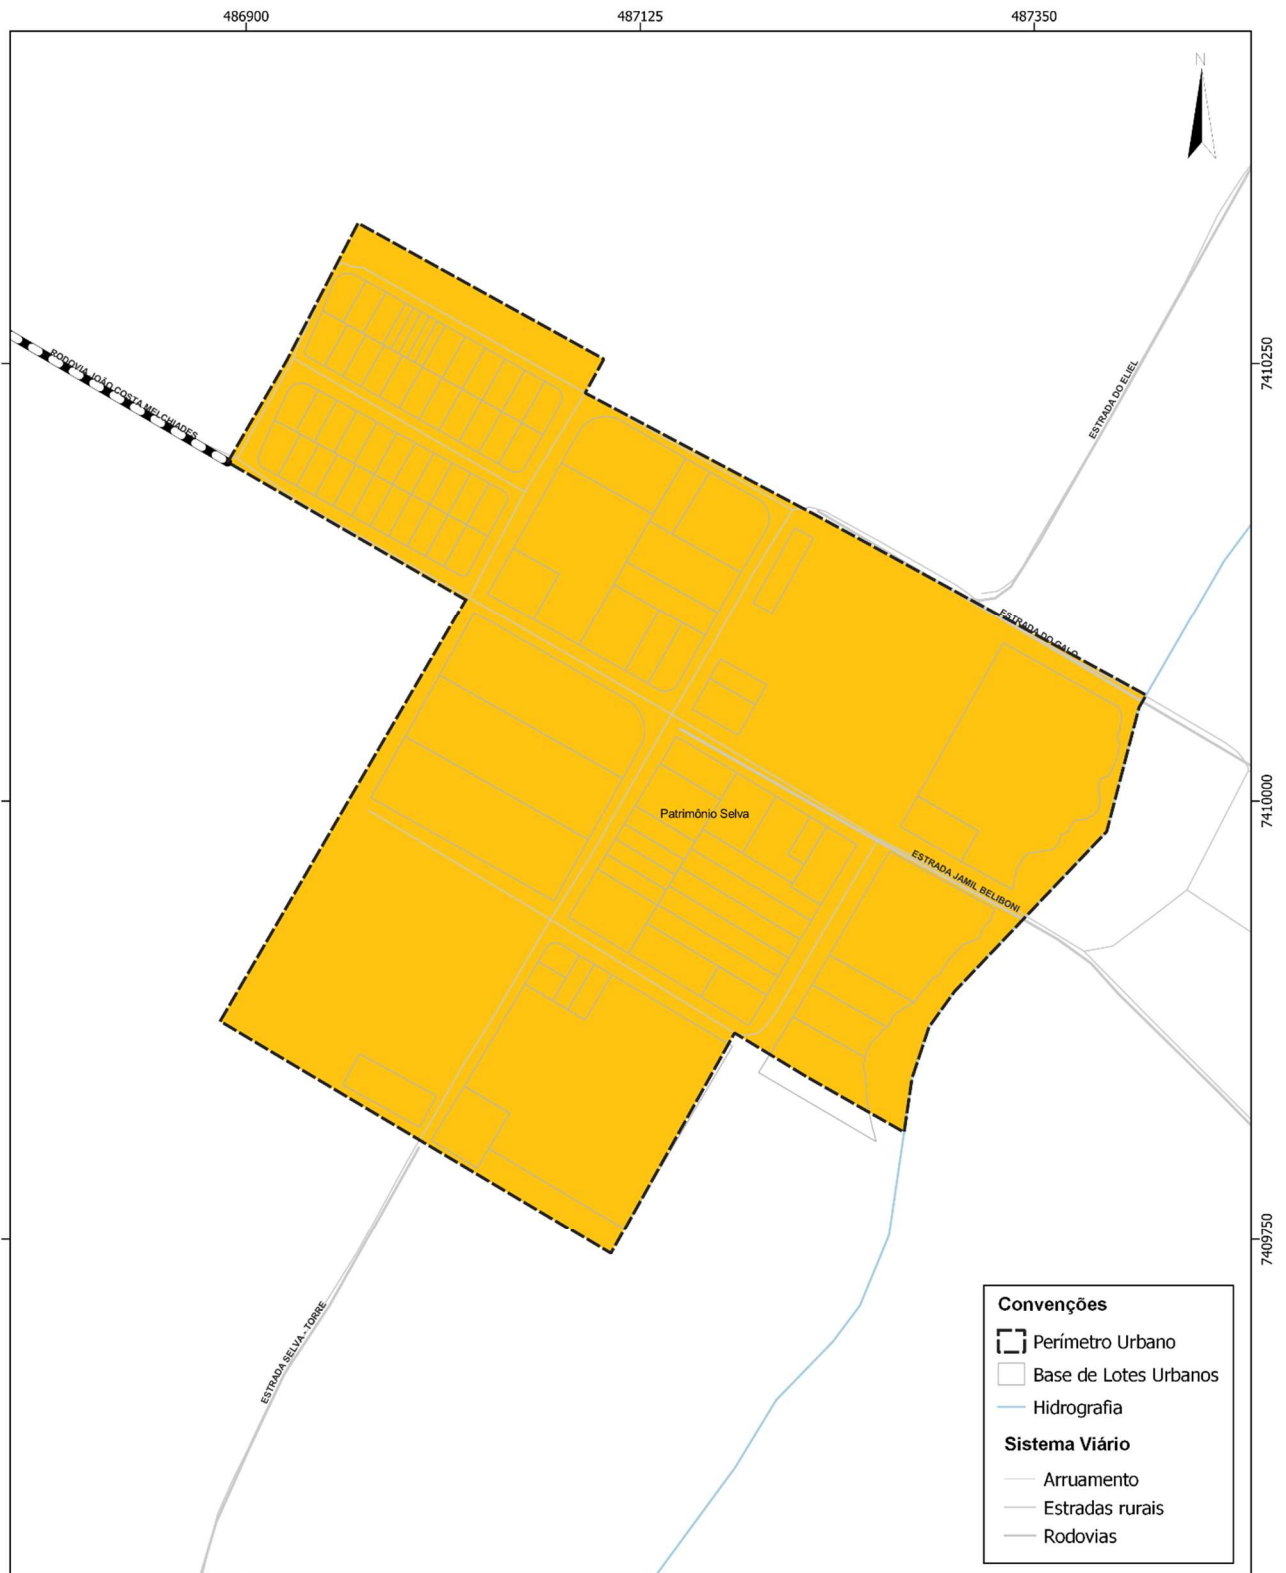 486900
487125
487350
N
7410250
ESTRADA DO ELIEL
RODOVIA JOÃO COSTA MELCHIADES
ESTRADA DO GALO
7410000
Patrimônio Selva
ESTRADA JAMIL BELIBONI
7409750
ESTRADA SELVA - TORRE
Convenções
Perímetro Urbano
Base de Lotes Urbanos
Hidrografia
Sistema Viário
Arruamento
Estradas rurais
Rodovias